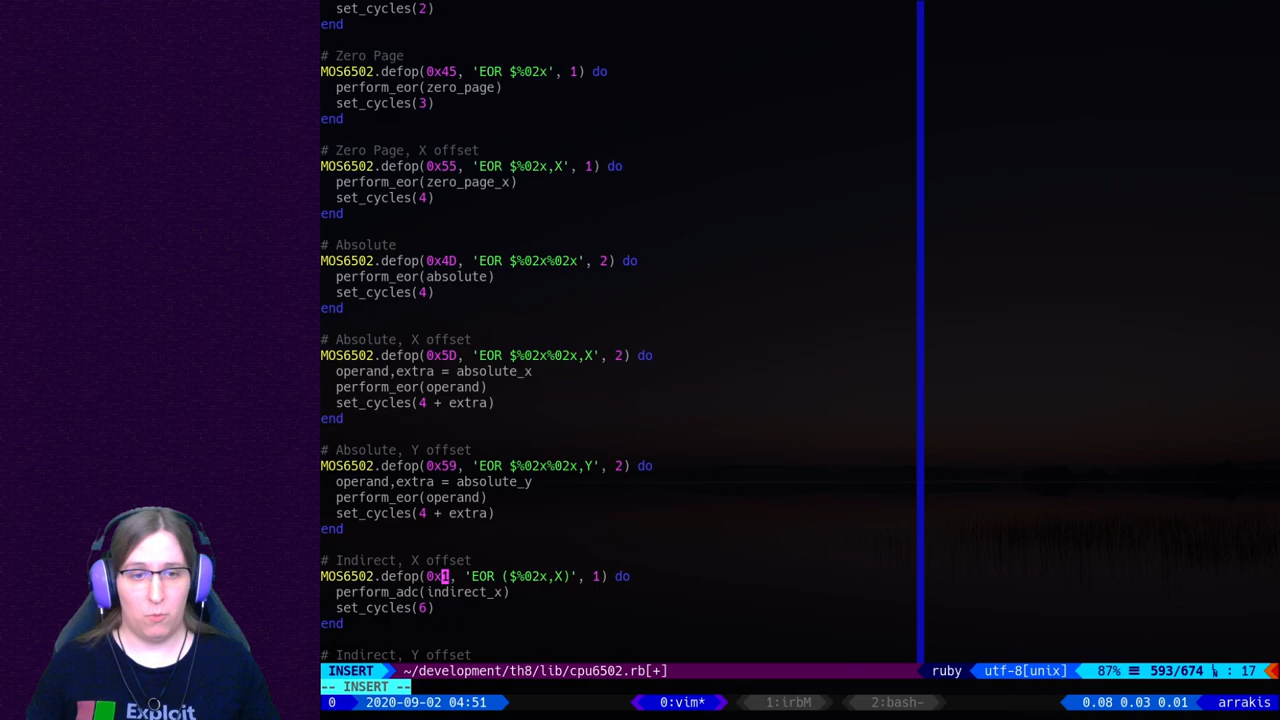 set_cycles(2)
end
# Zero Page
MOS6502.defop(0x45, 'EOR $%02x', 1) do
  perform_eor(zero_page)
  set_cycles(3)
end
# Zero Page, X offset
MOS6502.defop(0x55, 'EOR $%02x,X', 1) do
  perform_eor(zero_page_x)
  set_cycles(4)
end
# Absolute
MOS6502.defop(0x4D, 'EOR $%02x%02x', 2) do
  perform_eor(absolute)
  set_cycles(4)
end
# Absolute, X offset
MOS6502.defop(0x5D, 'EOR $%02x%02x,X', 2) do
  operand,extra = absolute_x
  perform_eor(operand)
  set_cycles(4 + extra)
end
# Absolute, Y offset
MOS6502.defop(0x59, 'EOR $%02x%02x,Y', 2) do
  operand,extra = absolute_y
  perform_eor(operand)
  set_cycles(4 + extra)
end
# Indirect, X offset
MOS6502.defop(0x1, 'EOR ($%02x,X)', 1) do
  perform_adc(indirect_x)
  set_cycles(6)
end
# Indirect, Y offset
INSERT ~/development/th8/lib/cpu6502.rb[+] ruby utf-8[unix] 87% 593/674 : 17
-- INSERT --
0 2020-09-02 04:51 0:vim* 1:irbM 2:bash- 0.08 0.03 0.01 arrakis
Exploit